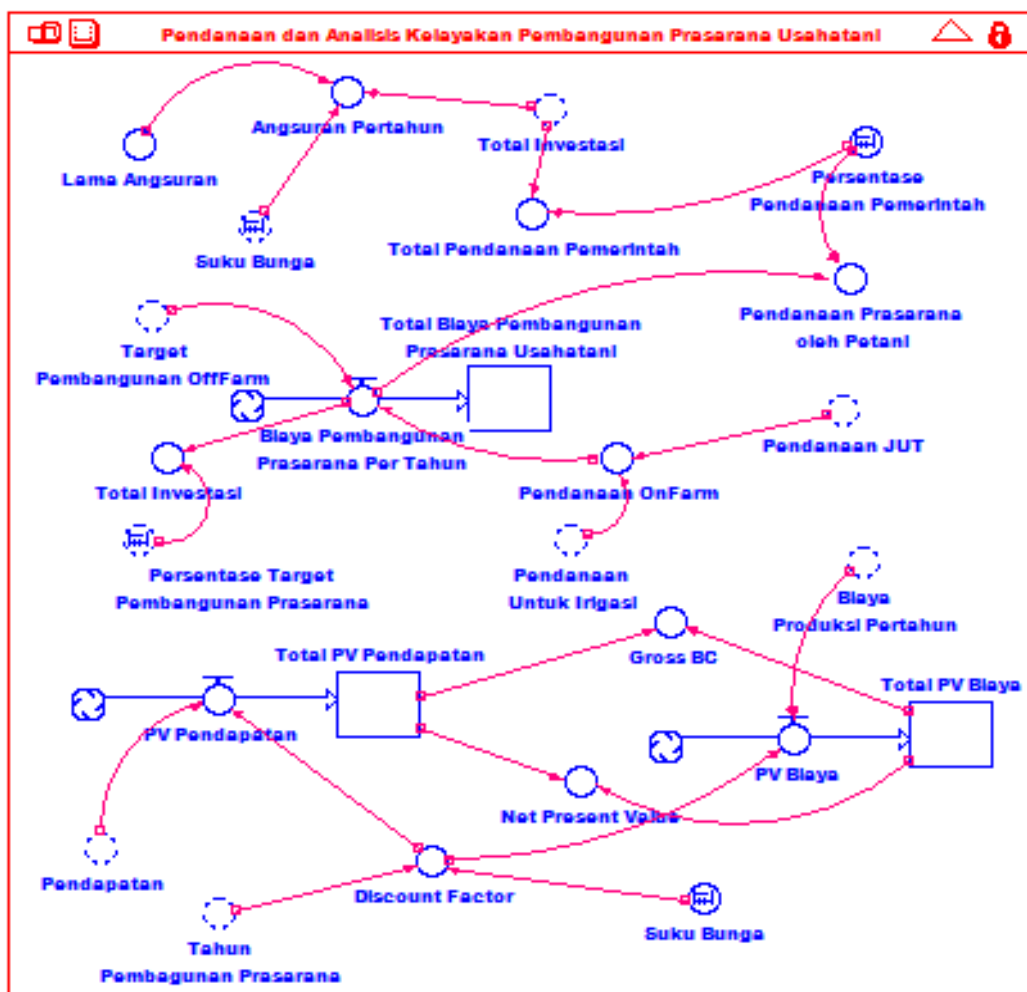 Pendanaan dan Analisis Kelayakan Pembangunan Prasarana Usahatani
Angsuran Pertahun
Total Investasi
Lama Angsuran
Persentase
Pendanaan Pemerintah
Total Pendanaan Pemerintah
Suku Bunga
Target
Pembangunan OffFarm
Total Biaya Pembangunan
Prasarana Usahatani
Pendanaan Prasarana
oleh Petani
Biaya Pembangunan
Prasarana Per Tahun
Pendanaan JUT
Total Investasi
Pendanaan OnFarm
Persentase Target
Pembangunan Prasarana
Pendanaan
Untuk Irigasi
Biaya
Produksi Pertahun
Total PV Pendapatan
Gross BC
Total PV Biaya
PV Pendapatan
PV Biaya
Net Present Value
Pendapatan
Discount Factor
Suku Bunga
Tahun
Pembagunan Prasarana